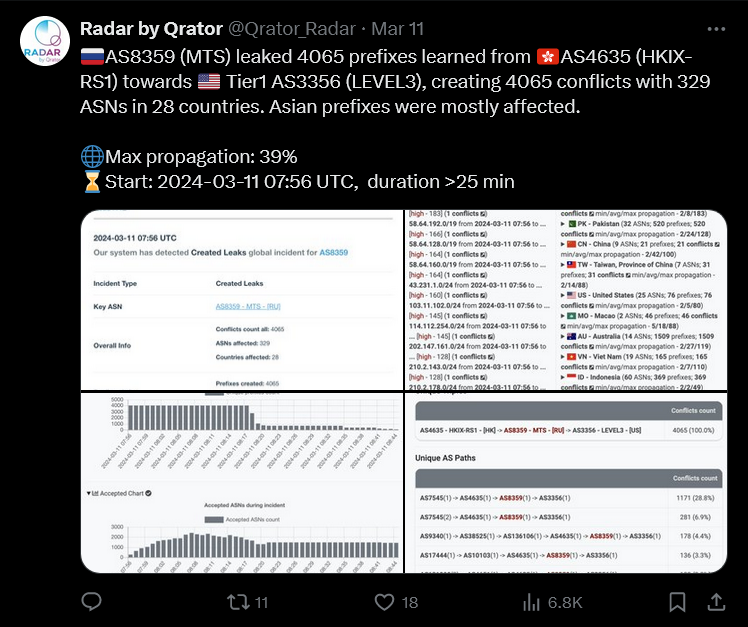 Radar by Qrator @Qrator_Radar · Mar 11
RADAR
by Qrator
AS8359 (MTS) leaked 4065 prefixes learned from 🇭🇰AS4635 (HKIX-
RS1) towards 🇺🇸 Tier1 AS3356 (LEVEL3), creating 4065 conflicts with 329
ASNs in 28 countries. Asian prefixes were mostly affected.
🌐Max propagation: 39%
⏳Start: 2024-03-11 07:56 UTC, duration >25 min
2024-03-11 07:56 UTC
Our system has detected Created Leaks global incident for AS8359
Incident Type Created Leaks
Key ASN AS8359 - MTS - [RU]
Overall Info
Conflicts count all: 4065
ASNs affected: 329
Countries affected: 28
Prefixes created: 4065
[high - 183] (1 conflicts)
58.64.192.0/19 from 2024-03-11 07:56 to ...
[high - 166] (1 conflicts)
58.64.128.0/19 from 2024-03-11 07:56 to ...
[high - 164] (1 conflicts)
58.64.160.0/19 from 2024-03-11 07:56 to ...
[high - 164] (1 conflicts)
43.231.1.0/24 from 2024-03-11 07:56 to ...
[high - 160] (1 conflicts)
103.11.102.0/24 from 2024-03-11 07:56 to ...
[high - 145] (1 conflicts)
114.112.254.0/24 from 2024-03-11 07:56 to
... [high - 145] (1 conflicts)
202.147.161.0/24 from 2024-03-11 07:56 to
... [high - 128] (1 conflicts)
210.2.143.0/24 from 2024-03-11 07:56 to ...
[high - 128] (1 conflicts)
210.2.178.0/24 from 2024-03-11 07:56 to ...
conflicts min/avg/max propagation - 2/8/183)
PK - Pakistan (32 ASNs; 520 prefixes; 520
conflicts min/avg/max propagation -
2/24/128)
CN - China (9 ASNs; 21 prefixes; 21 conflicts
min/avg/max propagation - 2/42/100)
TW - Taiwan, Province of China (7 ASNs; 31
prefixes; 31 conflicts min/avg/max propagation -
2/14/88)
US - United States (25 ASNs; 76 prefixes; 76
conflicts min/avg/max propagation - 2/5/80)
MO - Macao (2 ASNs; 46 prefixes; 46 conflicts
min/avg/max propagation - 5/18/88)
AU - Australia (14 ASNs; 1509 prefixes; 1509
conflicts min/avg/max propagation - 2/27/119)
VN - Viet Nam (19 ASNs; 165 prefixes; 165
conflicts min/avg/max propagation - 2/7/110)
ID - Indonesia (60 ASNs; 369 prefixes; 369
conflicts min/avg/max propagation - 2/2/49)
5000
4000
3000
2000
1000
0
Accepted Chart
Accepted ASNs during incident
Accepted ASNs count
3000
2000
1000
0
Conflicts count
AS4635 - HKIX-RS1 - [HK] -> AS8359 - MTS - [RU] -> AS3356 - LEVEL3 - [US] 4065 (100.0%)
Unique AS Paths
Conflicts count
AS7545(1) -> AS4635(1) -> AS8359(1) -> AS3356(1) 1171 (28.8%)
AS7545(2) -> AS4635(1) -> AS8359(1) -> AS3356(1) 281 (6.9%)
AS9340(1) -> AS38525(1) -> AS136106(1) -> AS4635(1) -> AS8359(1) -> AS3356(1) 178 (4.4%)
AS17444(1) -> AS10103(1) -> AS4635(1) -> AS8359(1) -> AS3356(1) 136 (3.3%)
11 18 6.8K